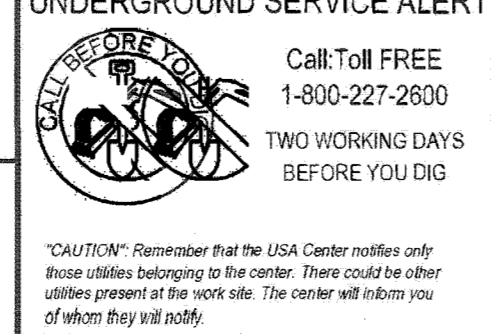 UNDERGROUND SERVICE ALERT
CALL BEFORE YOU
Call:Toll FREE
1-800-227-2600
TWO WORKING DAYS
BEFORE YOU DIG
"CAUTION": Remember that the USA Center notifies only
those utilities belonging to the center. There could be other
utilities present at the work site. The center will inform you
of whom they will notify.